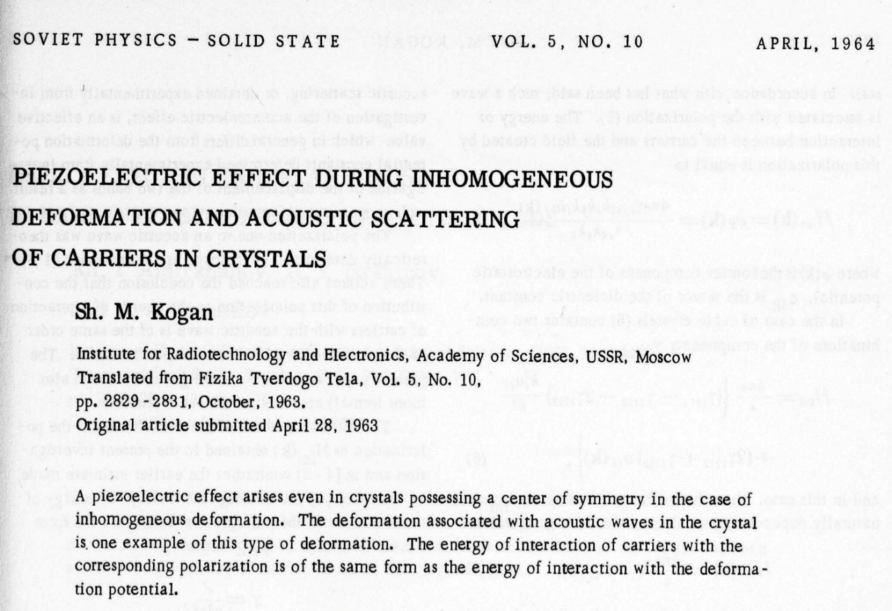 SOVIET PHYSICS – SOLID STATE VOL. 5, NO. 10 APRIL, 1964
PIEZOELECTRIC EFFECT DURING INHOMOGENEOUS
DEFORMATION AND ACOUSTIC SCATTERING
OF CARRIERS IN CRYSTALS
Sh. M. Kogan
Institute for Radiotechnology and Electronics, Academy of Sciences, USSR, Moscow
Translated from Fizika Tverdogo Tela, Vol. 5, No. 10,
pp. 2829-2831, October, 1963.
Original article submitted April 28, 1963
A piezoelectric effect arises even in crystals possessing a center of symmetry in the case of
inhomogeneous deformation. The deformation associated with acoustic waves in the crystal
is one example of this type of deformation. The energy of interaction of carriers with the
corresponding polarization is of the same form as the energy of interaction with the deforma-
tion potential.